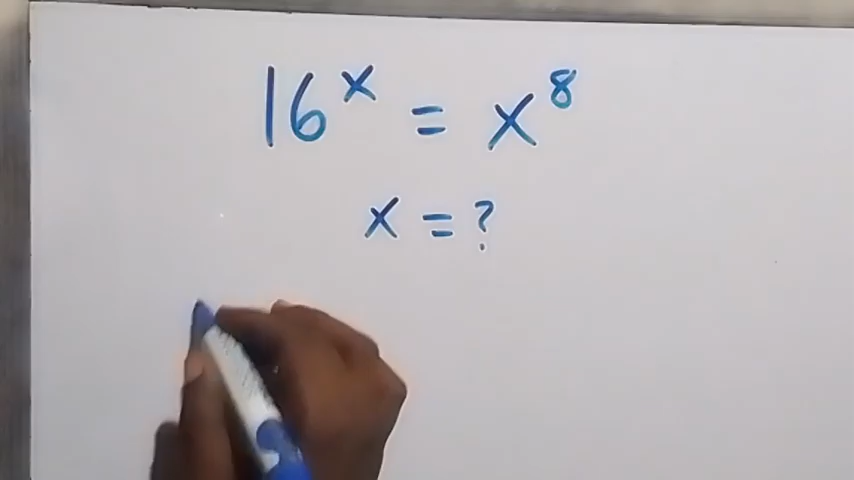 16^x = x^8
x = ?